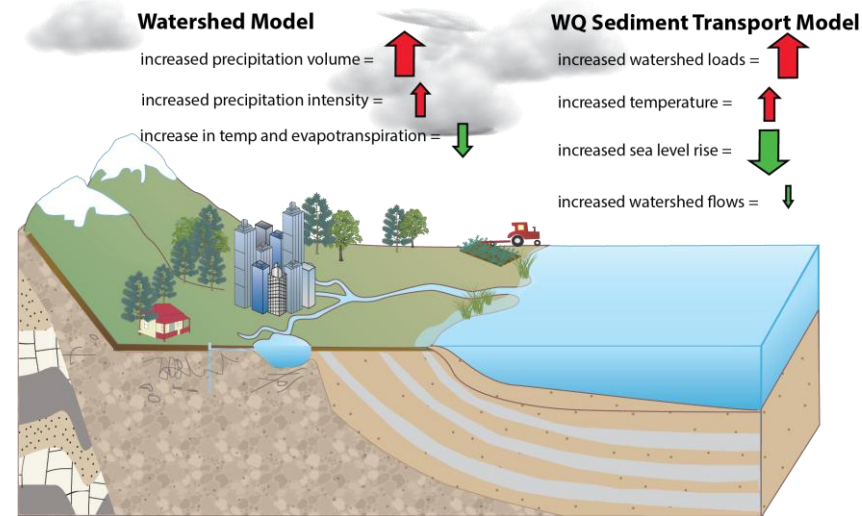 Watershed Model
increased precipitation volume =
increased precipitation intensity =
increase in temp and evapotranspiration =
WQ Sediment Transport Model
increased watershed loads =
increased temperature =
increased sea level rise =
increased watershed flows =